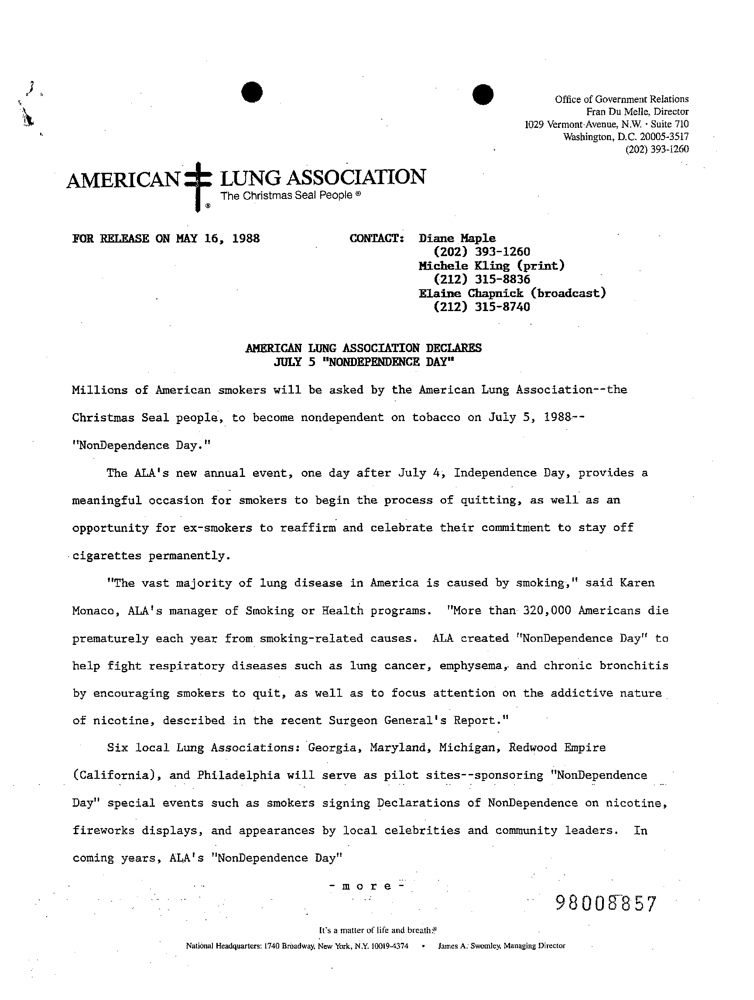 Office of Government Relations
Fran Du Melle, Director
1029 Vermont Avenue, N.W. · Suite 710
Washington, D.C. 20005-3517
(202) 393-1260
AMERICAN LUNG ASSOCIATION
The Christmas Seal People ®
®
FOR RELEASE ON MAY 16, 1988 CONTACT: Diane Maple
(202) 393-1260
Michele Kling (print)
(212) 315-8836
Elaine Chapnick (broadcast)
(212) 315-8740
AMERICAN LUNG ASSOCIATION DECLARES
JULY 5 "NONDEPENDENCE DAY"
Millions of American smokers will be asked by the American Lung Association--the
Christmas Seal people, to become nondependent on tobacco on July 5, 1988--
"NonDependence Day."
The ALA's new annual event, one day after July 4, Independence Day, provides a
meaningful occasion for smokers to begin the process of quitting, as well as an
opportunity for ex-smokers to reaffirm and celebrate their commitment to stay off
cigarettes permanently.
"The vast majority of lung disease in America is caused by smoking," said Karen
Monaco, ALA's manager of Smoking or Health programs. "More than 320,000 Americans die
prematurely each year from smoking-related causes. ALA created "NonDependence Day" to
help fight respiratory diseases such as lung cancer, emphysema, and chronic bronchitis
by encouraging smokers to quit, as well as to focus attention on the addictive nature
of nicotine, described in the recent Surgeon General's Report."
Six local Lung Associations: Georgia, Maryland, Michigan, Redwood Empire
(California), and Philadelphia will serve as pilot sites--sponsoring "NonDependence
Day" special events such as smokers signing Declarations of NonDependence on nicotine,
fireworks displays, and appearances by local celebrities and community leaders. In
coming years, ALA's "NonDependence Day"
- m o r e -
98008857
It's a matter of life and breath®
National Headquarters: 1740 Broadway, New York, N.Y. 10019-4374 • James A. Swomley, Managing Director